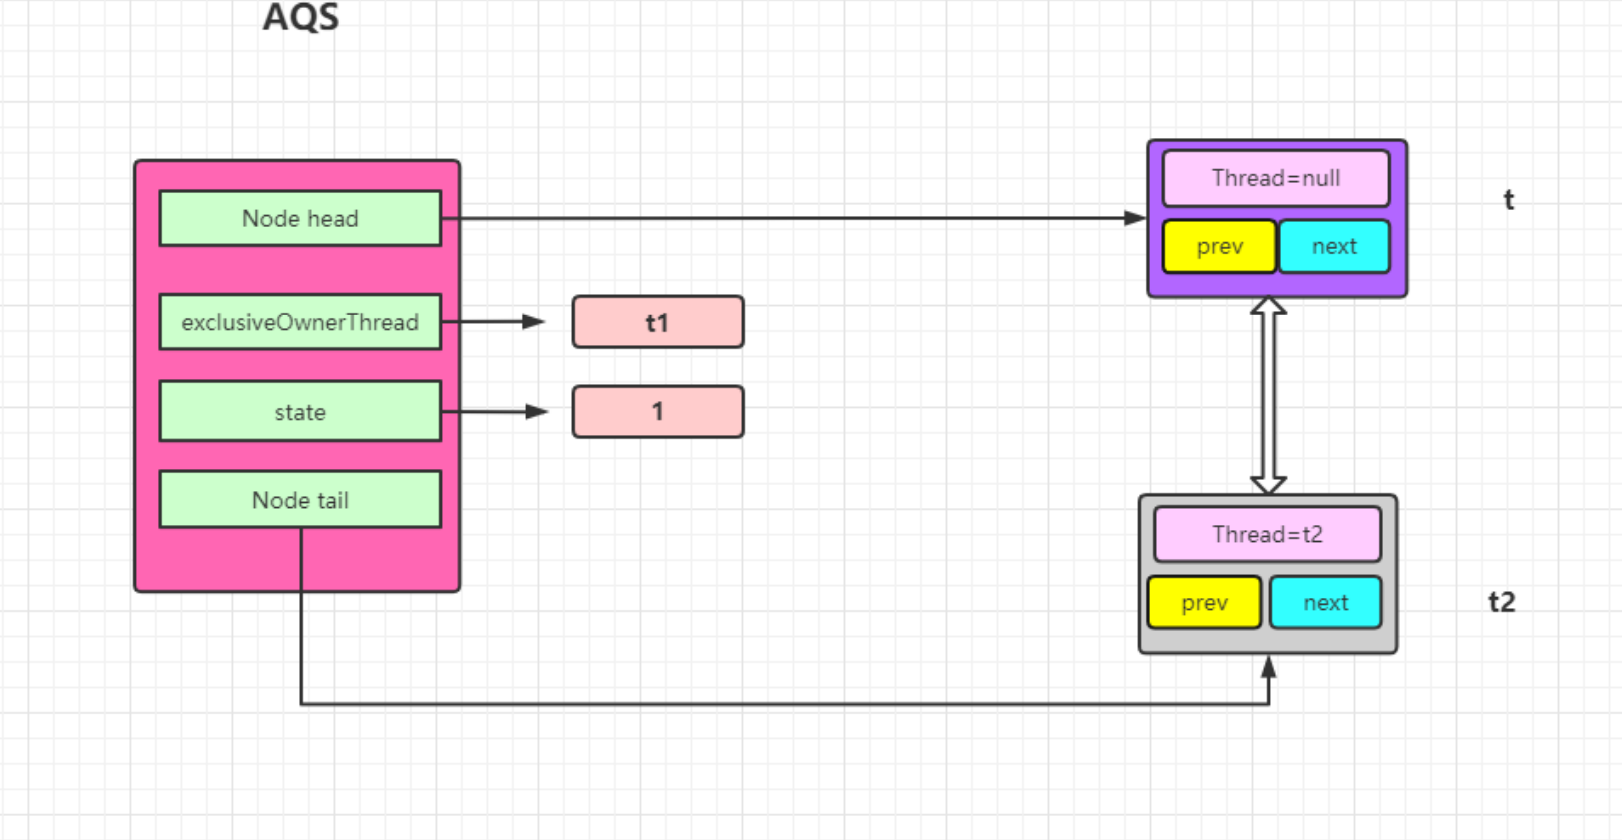 AQS
Node head
exclusiveOwnerThread
t1
state
1
Node tail
Thread=null
prev
next
t
Thread=t2
prev
next
t2